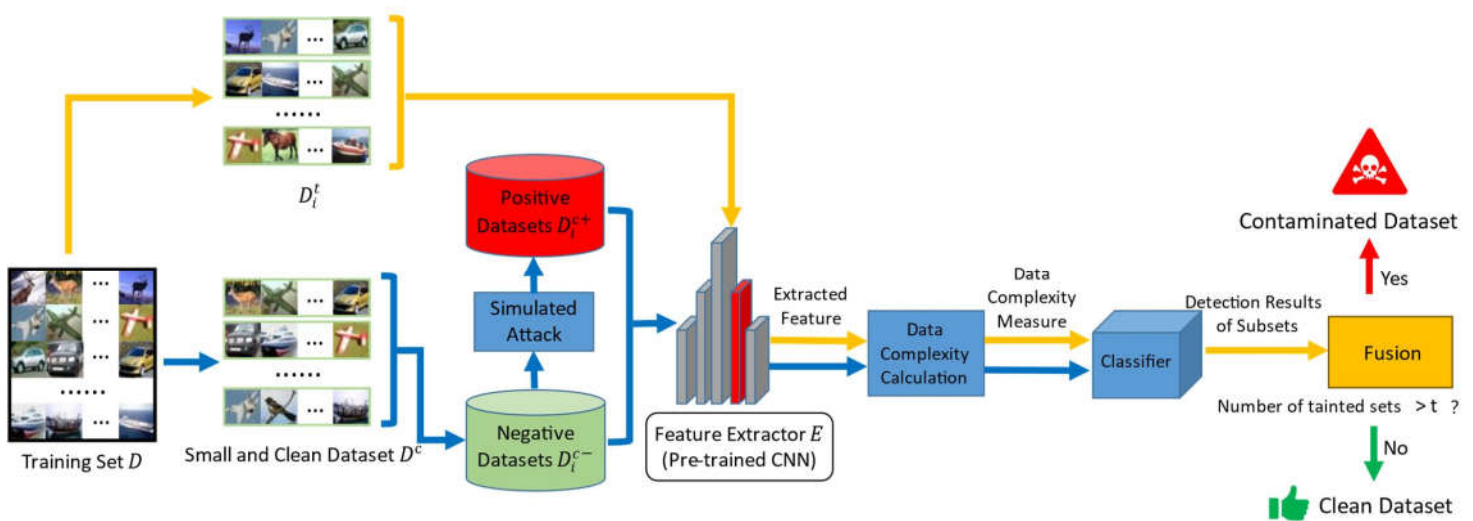 ...
...
......
...
D_i^t
Positive
Datasets D_i^{c+}
Contaminated Dataset
Yes
...
...
...
......
...
Training Set D
...
...
......
...
Small and Clean Dataset D^c
Simulated
Attack
Negative
Datasets D_i^{c−}
Feature Extractor E
(Pre-trained CNN)
Extracted
Feature
Data
Complexity
Calculation
Data
Complexity
Measure
Classifier
Detection Results
of Subsets
Fusion
Number of tainted sets >t ?
No
Clean Dataset